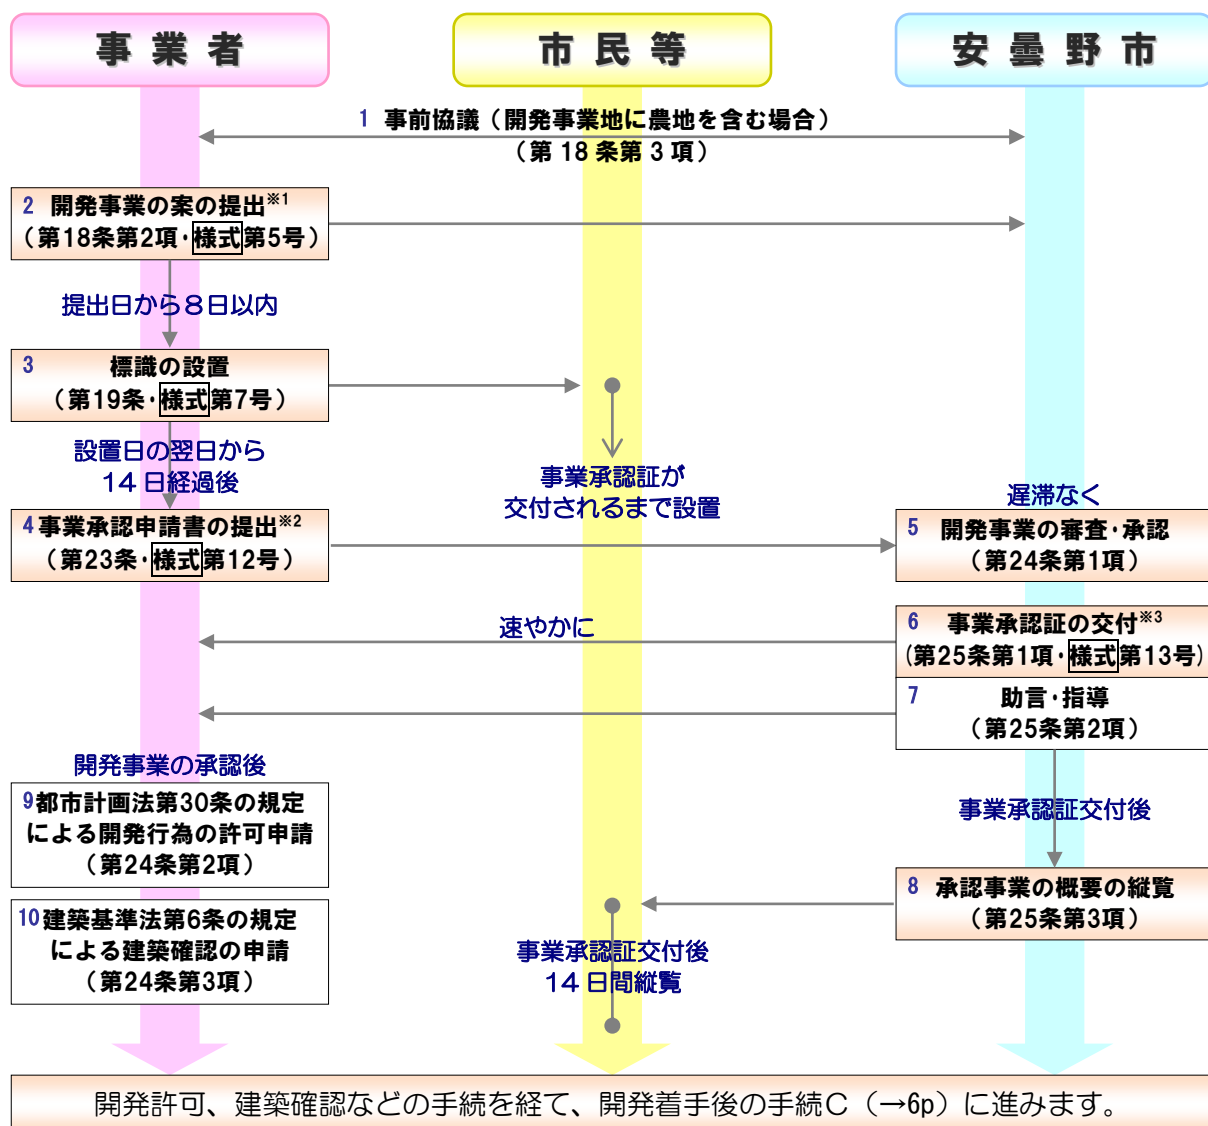 事業者
市民等
安曇野市
1 事前協議（開発事業地に農地を含む場合）
（第18条第3項）
2 開発事業の案の提出※1
（第18条第2項･様式第5号）
提出日から８日以内
3 標識の設置
（第19条･様式第7号）
設置日の翌日から
14日経過後
事業承認証が
交付されるまで設置
遅滞なく
4 事業承認申請書の提出※2
（第23条･様式第12号）
5 開発事業の審査･承認
（第24条第1項）
速やかに
6 事業承認証の交付※3
(第25条第1項･様式第13号)
7 助言･指導
（第25条第2項）
開発事業の承認後
9 都市計画法第30条の規定
による開発行為の許可申請
（第24条第2項）
事業承認証交付後
8 承認事業の概要の縦覧
（第25条第3項）
10 建築基準法第6条の規定
による建築確認の申請
（第24条第3項）
事業承認証交付後
14日間縦覧
開発許可、建築確認などの手続を経て、開発着手後の手続Ｃ（→6p）に進みます。